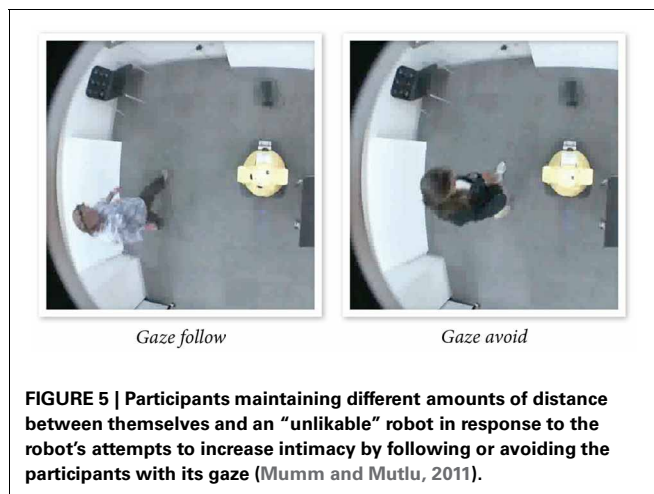 Gaze follow
Gaze avoid
FIGURE 5 | Participants maintaining different amounts of distance
between themselves and an “unlikable” robot in response to the
robot’s attempts to increase intimacy by following or avoiding the
participants with its gaze (Mumm and Mutlu, 2011).